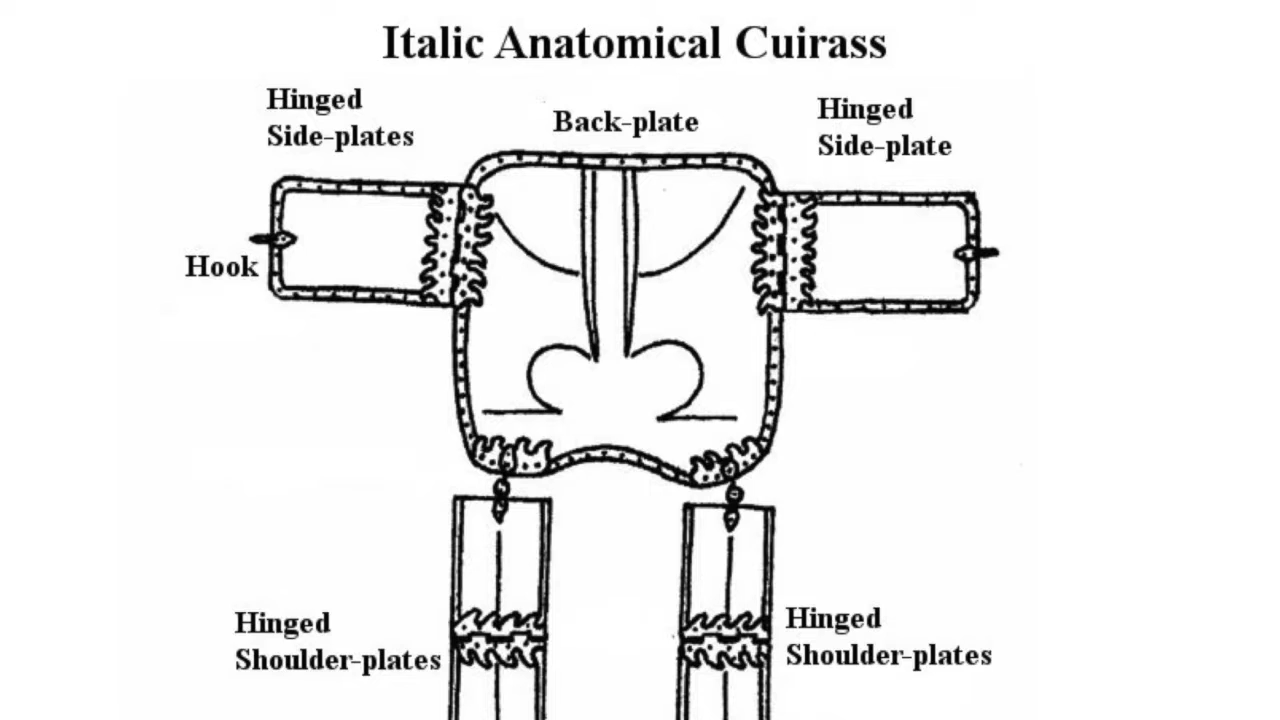 Italic Anatomical Cuirass
Hinged
Side-plates
Back-plate
Hinged
Side-plate
Hook
Hinged
Shoulder-plates
Hinged
Shoulder-plates